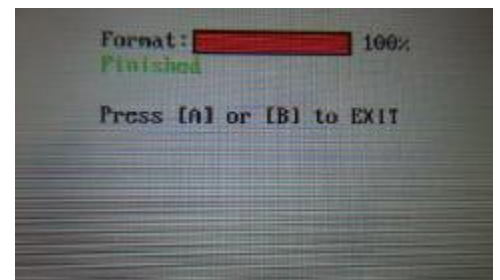 Format: 100%
Finished
Press [A] or [B] to EXIT